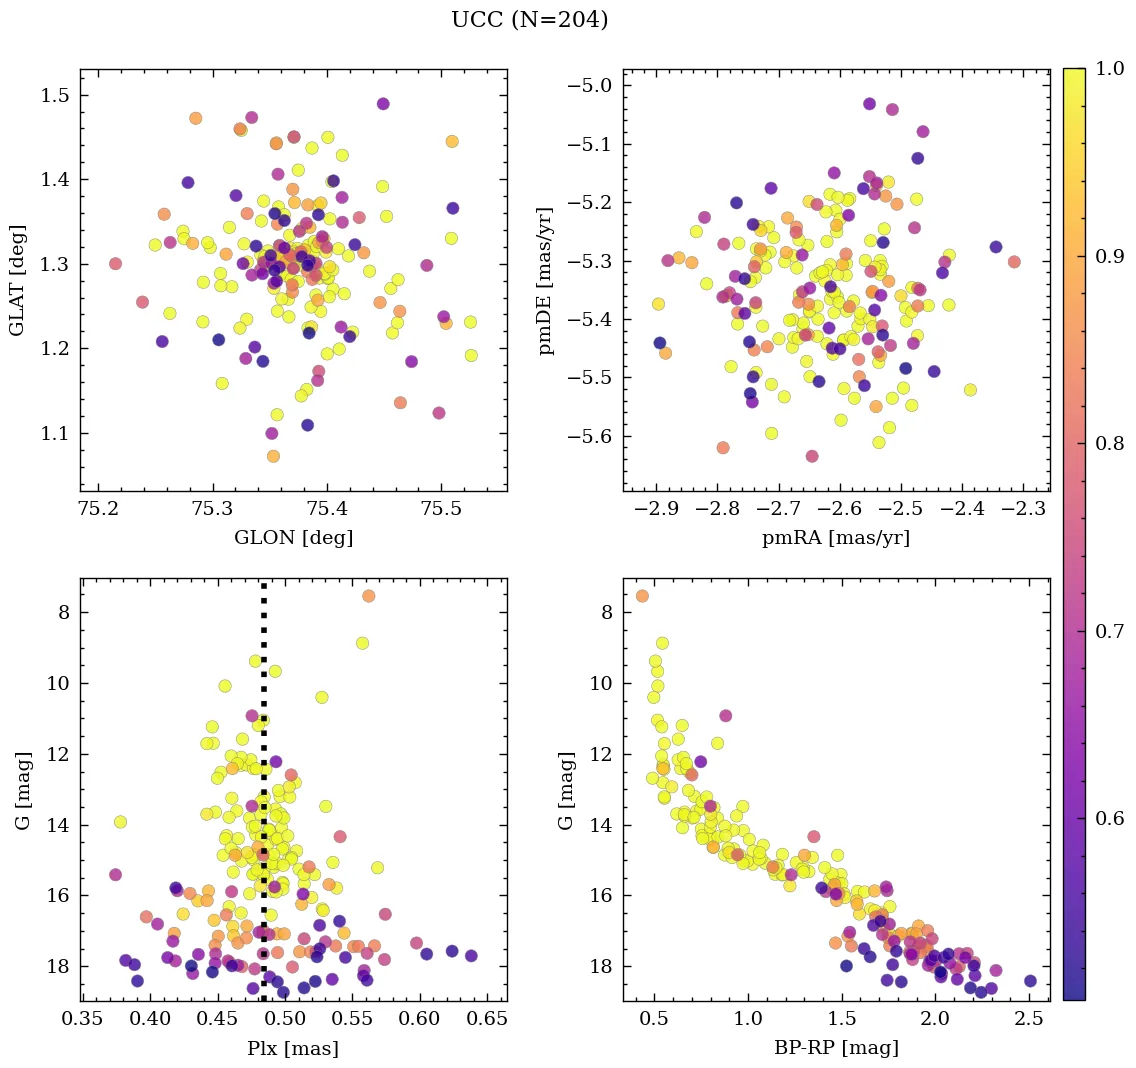 UCC (N=204)
1.5
1.4
1.3
1.2
1.1
GLAT [deg]
75.2 75.3 75.4 75.5
GLON [deg]
−5.0
−5.1
−5.2
−5.3
−5.4
−5.5
−5.6
pmDE [mas/yr]
−2.9 −2.8 −2.7 −2.6 −2.5 −2.4 −2.3
pmRA [mas/yr]
1.0
0.9
0.8
0.7
0.6
8
10
12
14
16
18
G [mag]
0.35 0.40 0.45 0.50 0.55 0.60 0.65
Plx [mas]
8
10
12
14
16
18
G [mag]
0.5 1.0 1.5 2.0 2.5
BP-RP [mag]